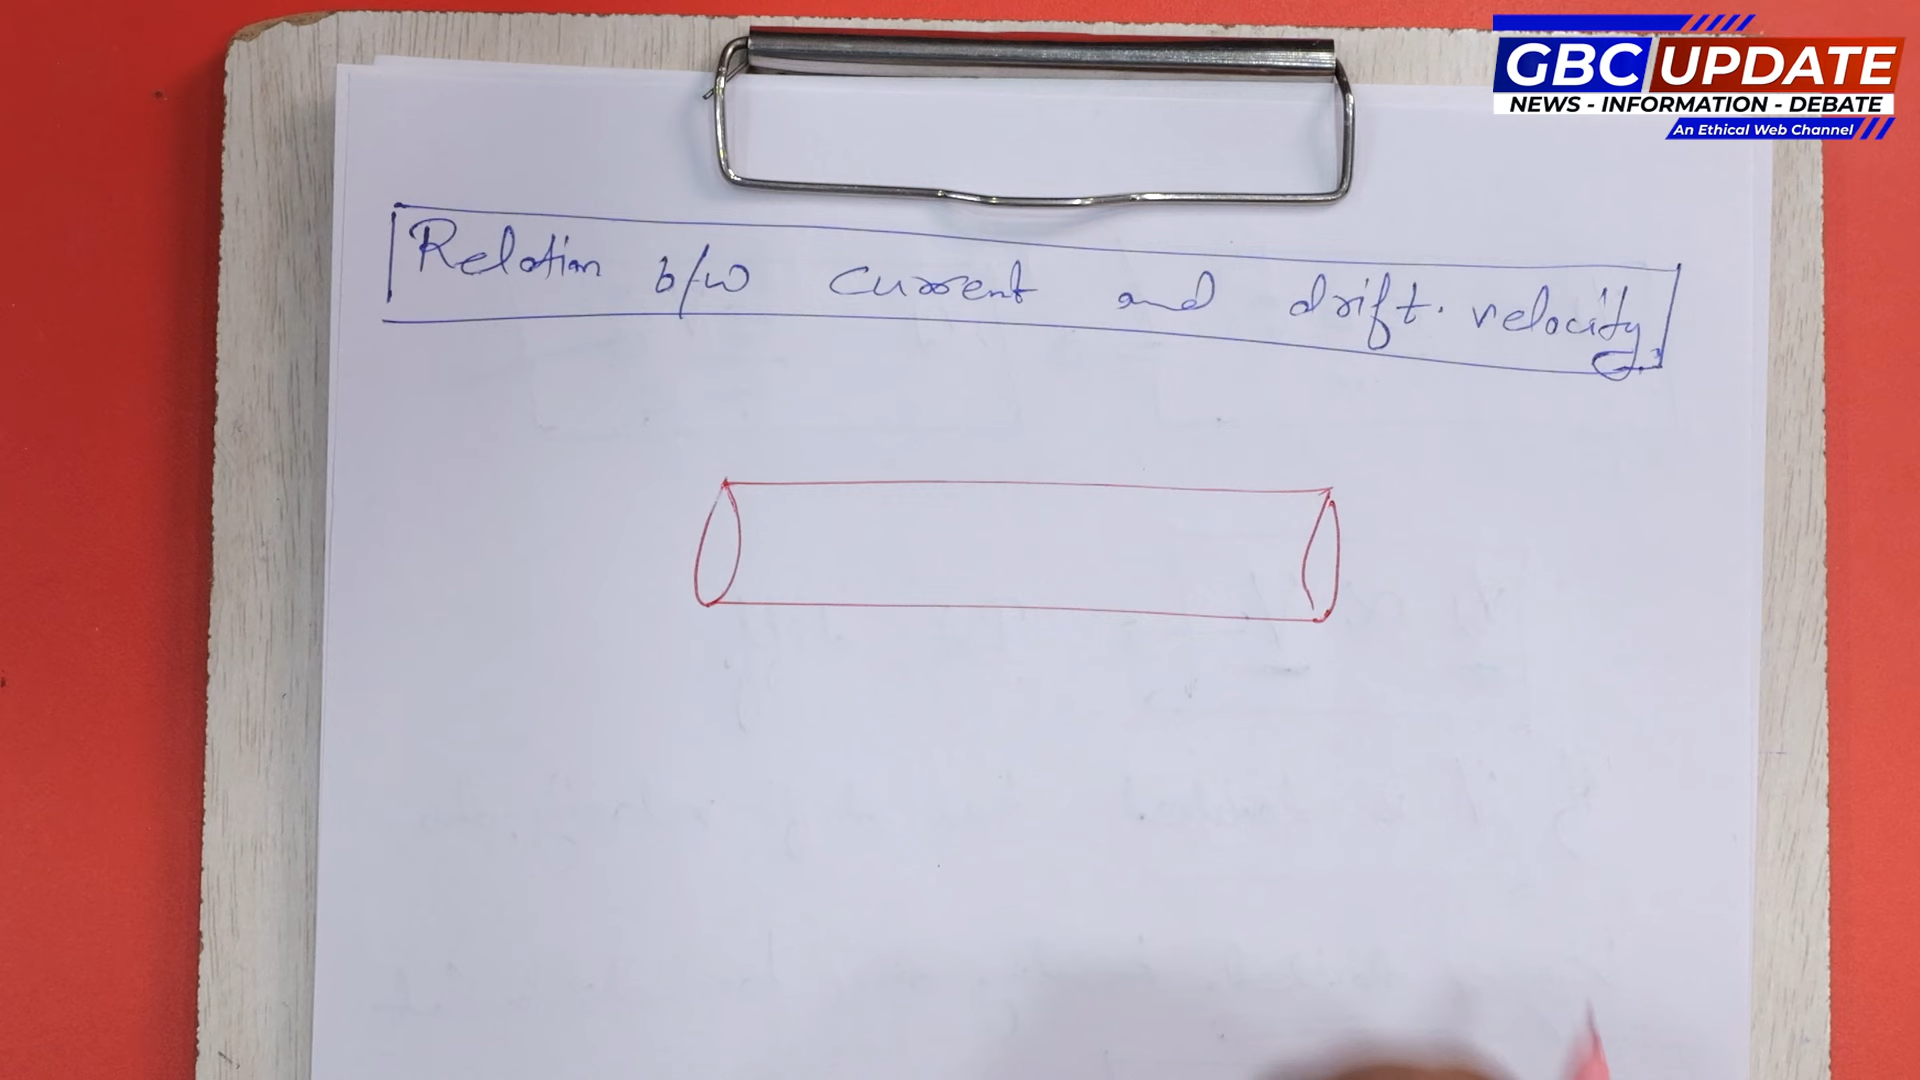 GBC UPDATE
NEWS - INFORMATION - DEBATE
An Ethical Web Channel
Relation b/w current and drift. velocity.